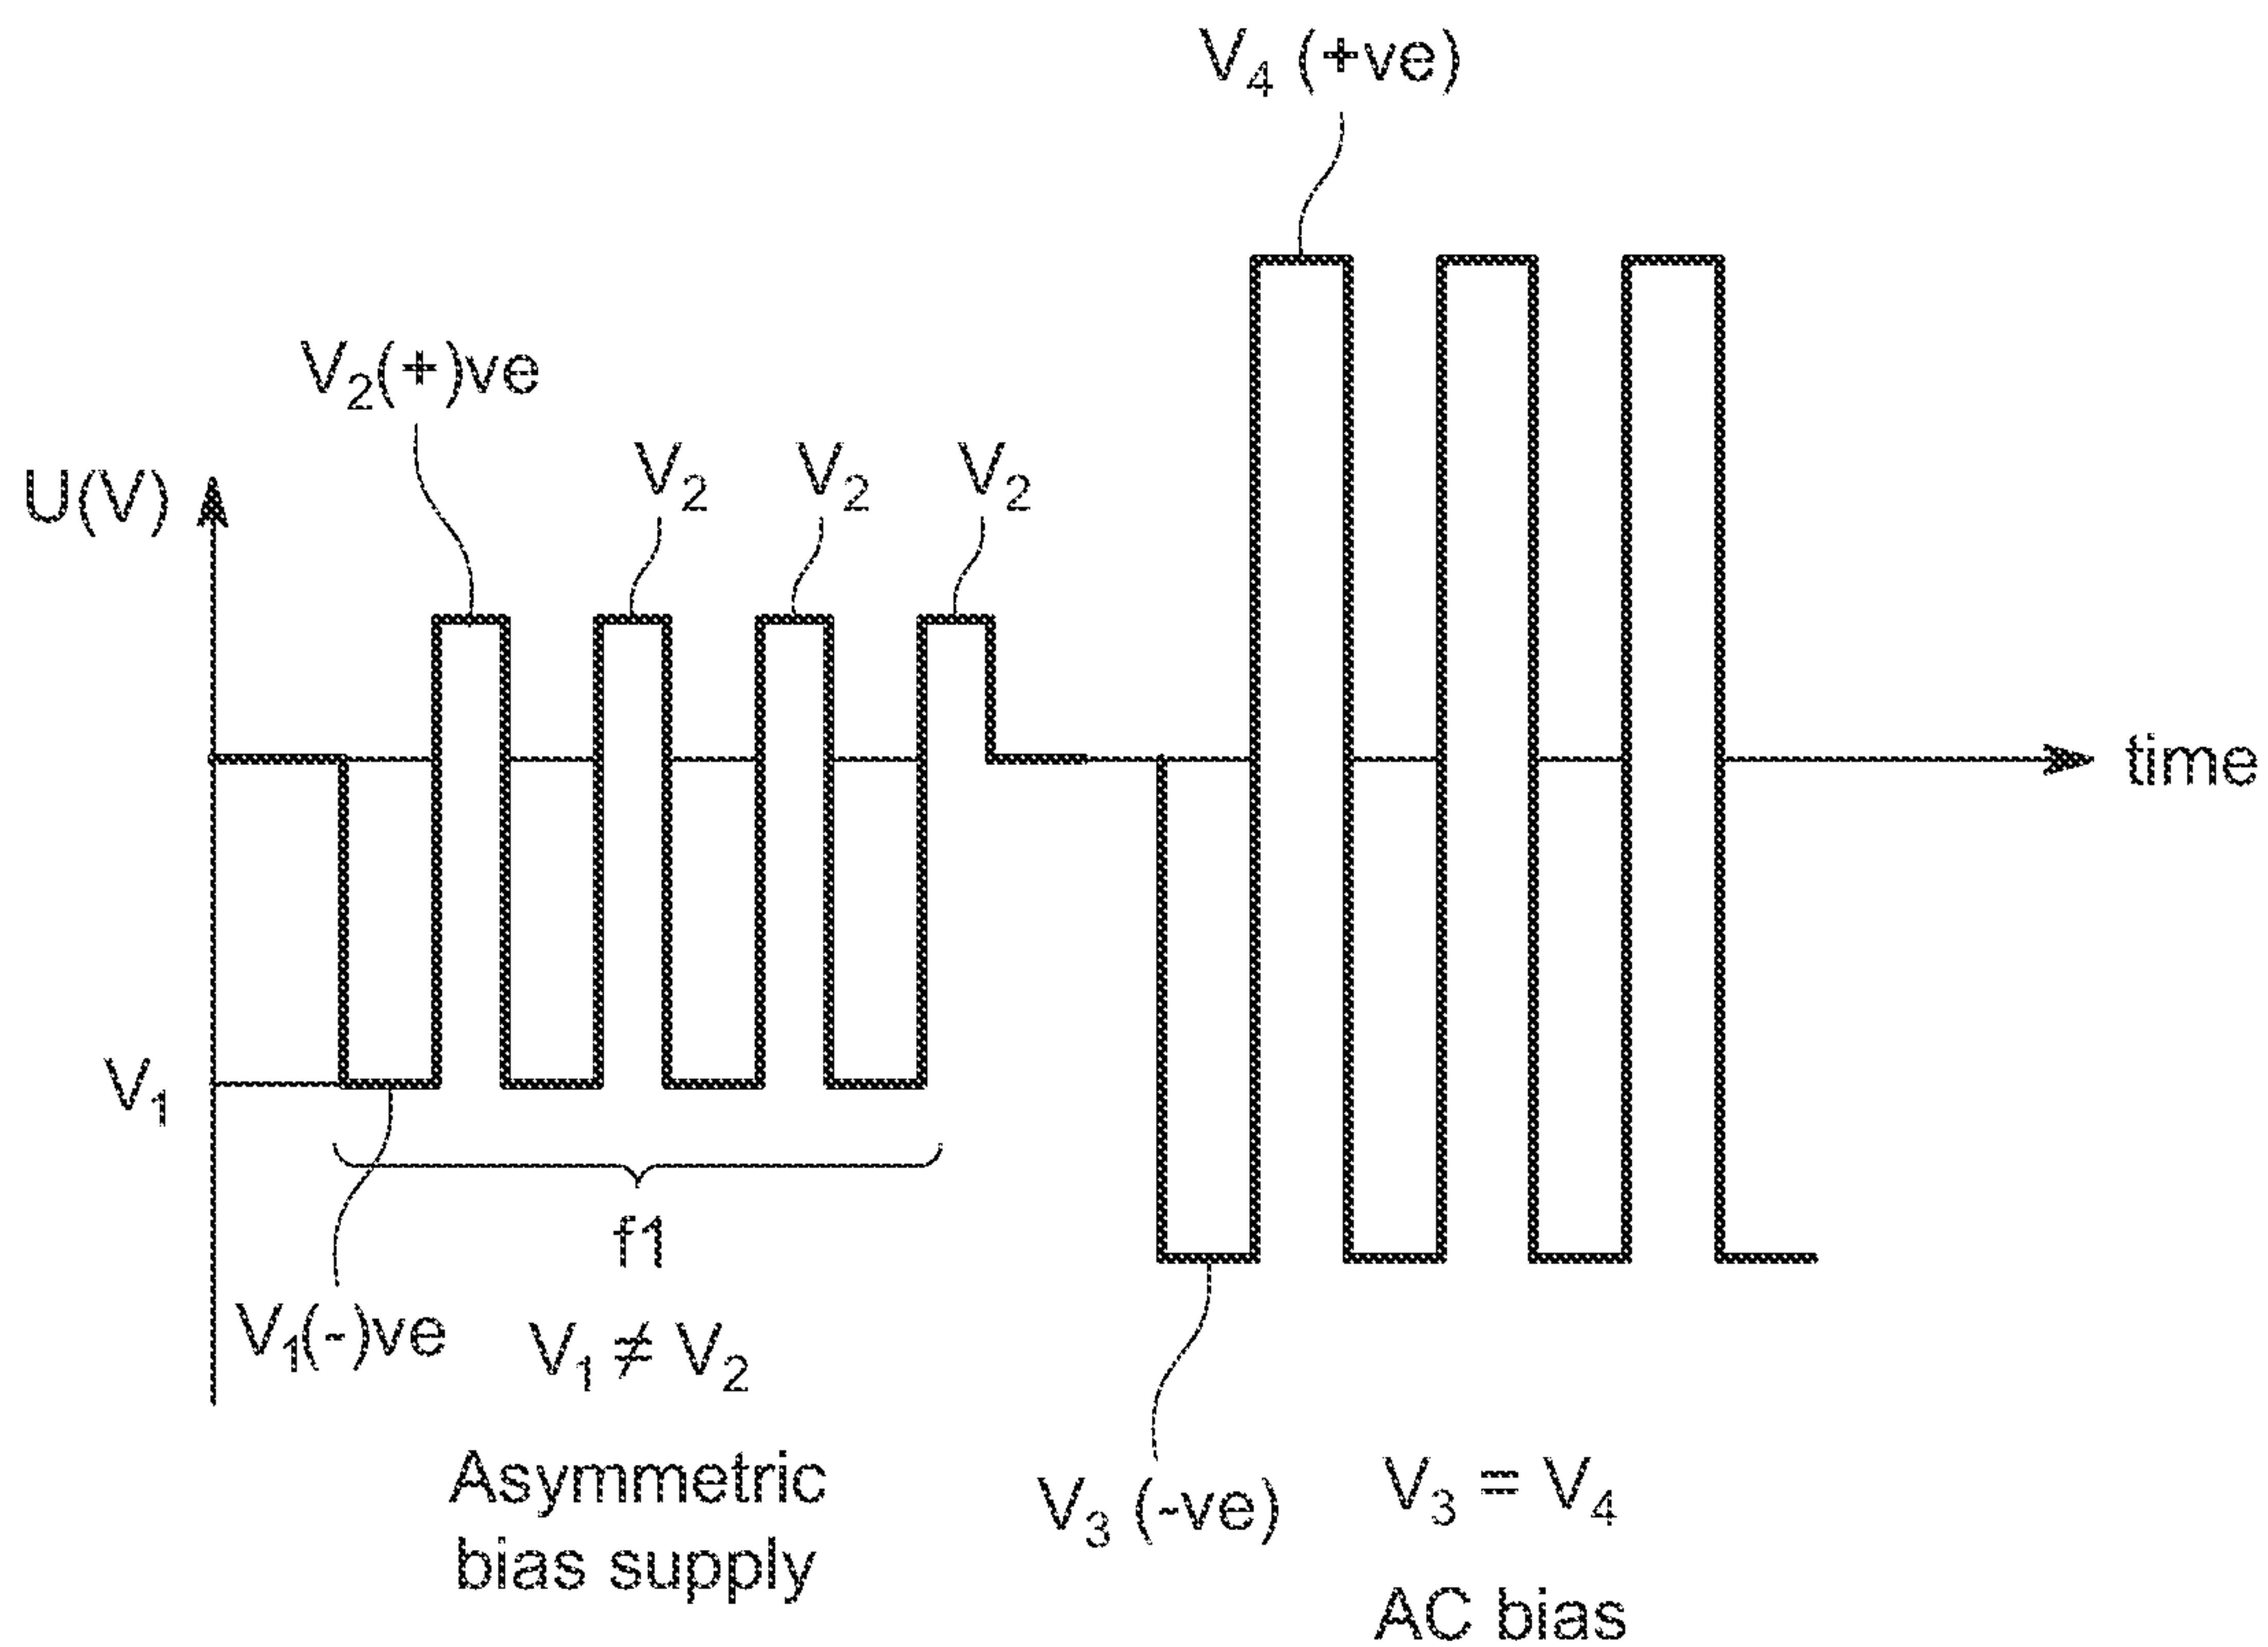 V₄ (+ve)
V₂(+)ve
V₂ V₂ V₂
U(V)
time
V₁
f1
V₁(-)ve
V₁ ≠ V₂
Asymmetric
bias supply
V₃ (-ve)
V₃ = V₄
AC bias